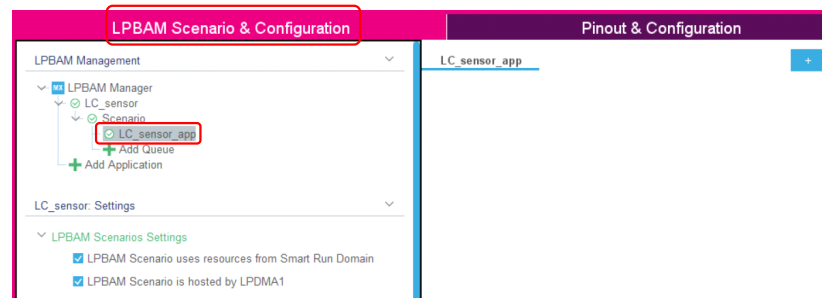 LPBAM Scenario & Configuration
Pinout & Configuration
LPBAM Management
LC_sensor_app
+
MX LPBAM Manager
LC_sensor
Scenario
LC_sensor_app
Add Queue
Add Application
LC_sensor: Settings
LPBAM Scenarios Settings
LPBAM Scenario uses resources from Smart Run Domain
LPBAM Scenario is hosted by LPDMA1